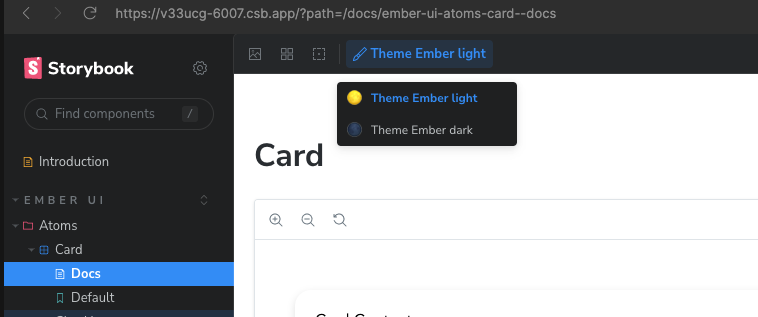 https://v33ucg-6007.csb.app/?path=/docs/ember-ui-atoms-card--docs
Storybook
Theme Ember light
Find components /
Theme Ember light
Theme Ember dark
Introduction
Card
EMBER UI
Atoms
Card
Docs
Default